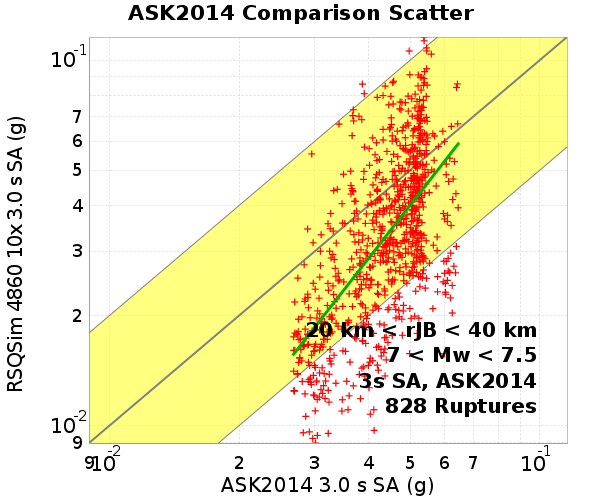 ASK2014 Comparison Scatter
RSQSim 4860 10x 3.0 s SA (g)
10⁻¹
7
6
5
4
3
2
10⁻²
9
20 km < rJB < 40 km
7 < Mw < 7.5
3s SA, ASK2014
828 Ruptures
9 10⁻² 2 3 4 5 6 7 10⁻¹
ASK2014 3.0 s SA (g)